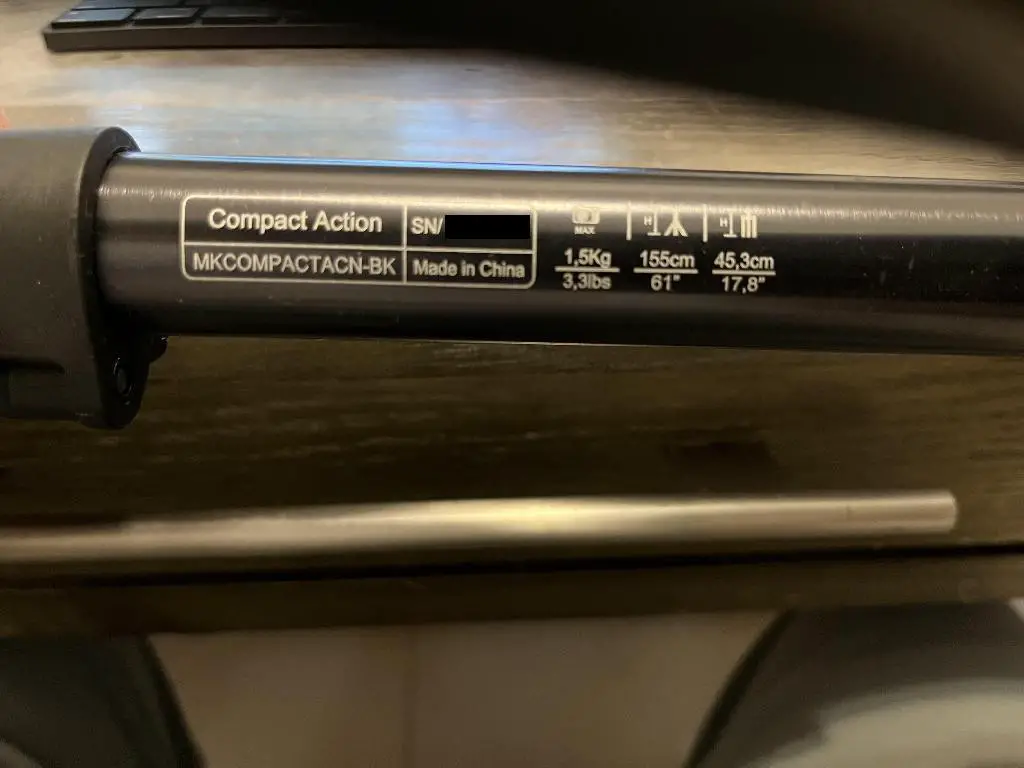 Compact Action
MKCOMPACTACN-BK
SN/
Made in China
MAX
1,5Kg
3,3lbs
H
155cm
61"
H
45,3cm
17,8"